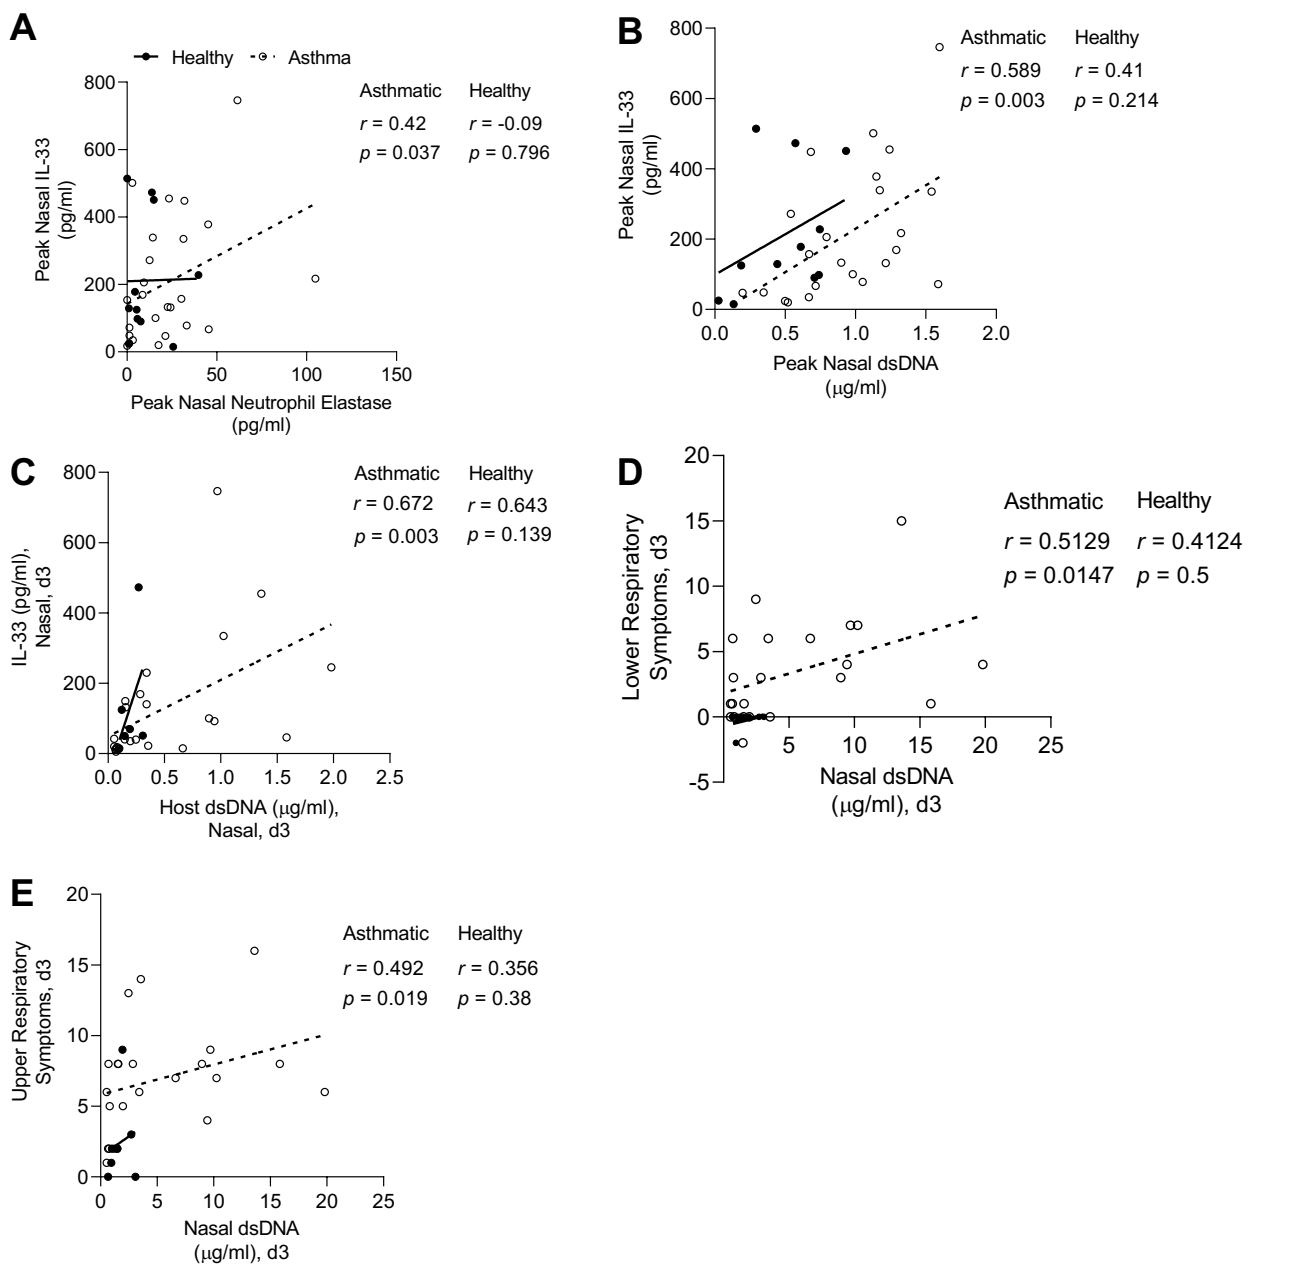 A
Healthy
Asthma
Asthmatic
Healthy
r = 0.42
r = -0.09
p = 0.037
p = 0.796
800
600
400
200
0
0
50
100
150
Peak Nasal IL-33
(pg/ml)
Peak Nasal Neutrophil Elastase
(pg/ml)
B
Asthmatic
Healthy
r = 0.589
r = 0.41
p = 0.003
p = 0.214
800
600
400
200
0
0.0
0.5
1.0
1.5
2.0
Peak Nasal IL-33
(pg/ml)
Peak Nasal dsDNA
(μg/ml)
C
Asthmatic
Healthy
r = 0.672
r = 0.643
p = 0.003
p = 0.139
800
600
400
200
0
0.0
0.5
1.0
1.5
2.0
2.5
IL-33 (pg/ml),
Nasal, d3
Host dsDNA (μg/ml),
Nasal, d3
D
Asthmatic
Healthy
r = 0.5129
r = 0.4124
p = 0.0147
p = 0.5
20
15
10
5
0
-5
5
10
15
20
25
Lower Respiratory
Symptoms, d3
Nasal dsDNA
(μg/ml), d3
E
Asthmatic
Healthy
r = 0.492
r = 0.356
p = 0.019
p = 0.38
20
15
10
5
0
0
5
10
15
20
25
Upper Respiratory
Symptoms, d3
Nasal dsDNA
(μg/ml), d3